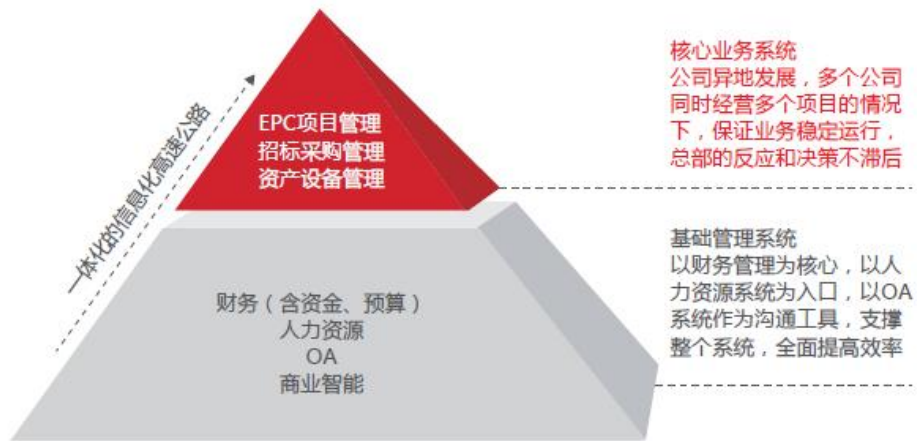 一体化的信息化高速公路
EPC项目管理
招标采购管理
资产设备管理
核心业务系统
公司异地发展，多个公司
同时经营多个项目的情况
下，保证业务稳定运行，
总部的反应和决策不滞后
财务（含资金、预算）
人力资源
OA
商业智能
基础管理系统
以财务管理为核心，以人
力资源系统为入口，以OA
系统作为沟通工具，支撑
整个系统，全面提高效率